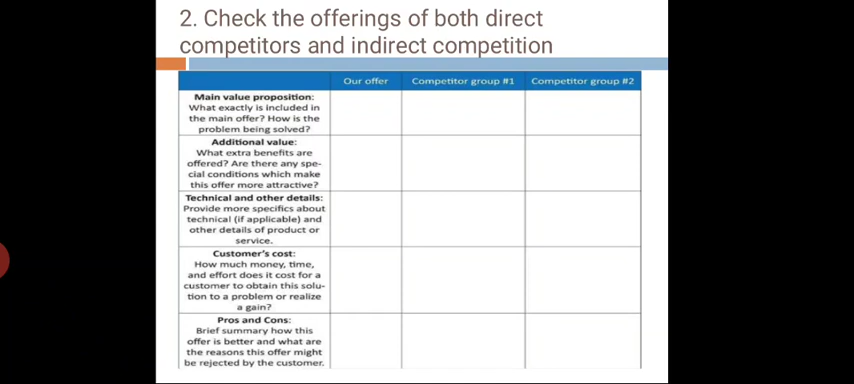 2. Check the offerings of both direct
competitors and indirect competition
Our offer Competitor group #1 Competitor group #2
Main value proposition:
What exactly is included in
the main offer? How is the
problem being solved?
Additional value:
What extra benefits are
offered? Are there any spe-
cial conditions which make
this offer more attractive?
Technical and other details:
Provide more specifics about
technical (if applicable) and
other details of product or
service.
Customer's cost:
How much money, time,
and effort does it cost for a
customer to obtain this solu-
tion to a problem or realize
a gain?
Pros and Cons:
Brief summary how this
offer is better and what are
the reasons this offer might
be rejected by the customer.